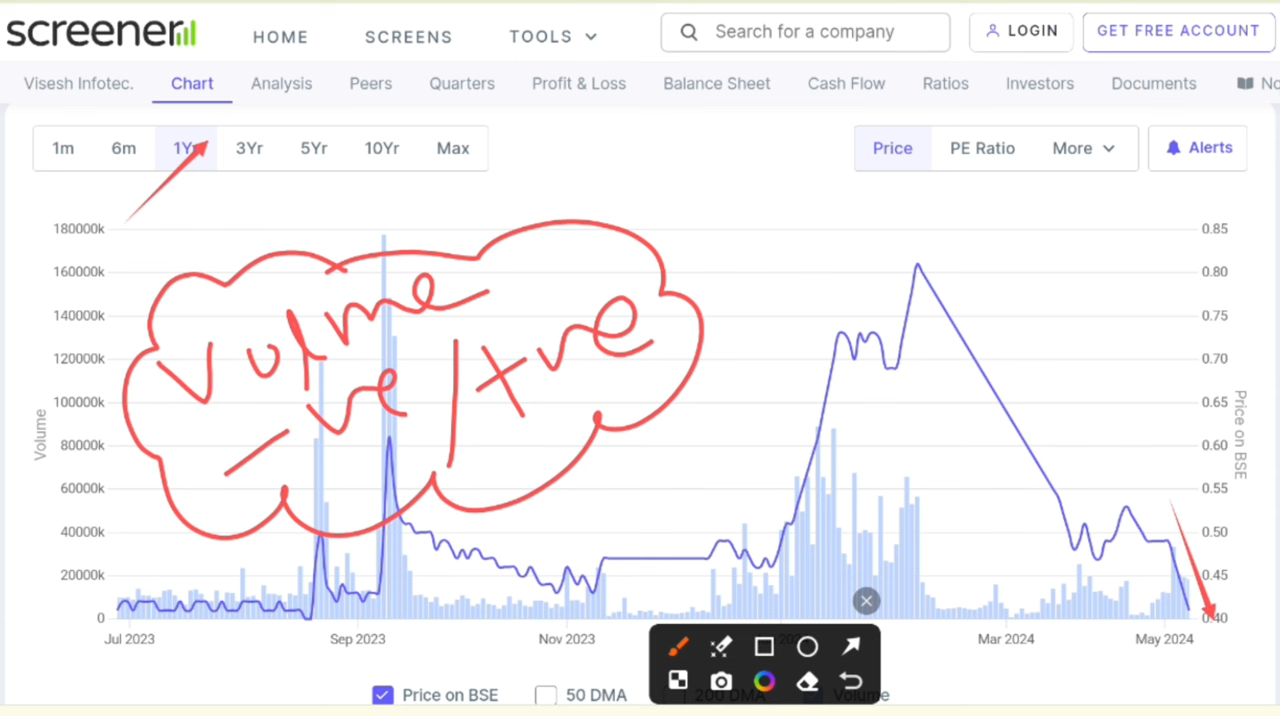 screener
HOME SCREENS TOOLS
Search for a company
LOGIN
GET FREE ACCOUNT
Visesh Infotec. Chart Analysis Peers Quarters Profit & Loss Balance Sheet Cash Flow Ratios Investors Documents No
1m 6m 1Yr 3Yr 5Yr 10Yr Max
Price PE Ratio More
Alerts
180000k 0.85
160000k 0.80
140000k 0.75
120000k 0.70
100000k 0.65
80000k 0.60
60000k 0.55
40000k 0.50
20000k 0.45
0 0.40
Volume
Price on BSE
Vulme
-ve/+ve
Jul 2023 Sep 2023 Nov 2023 Mar 2024 May 2024
Price on BSE 50 DMA 200 DMA Volume